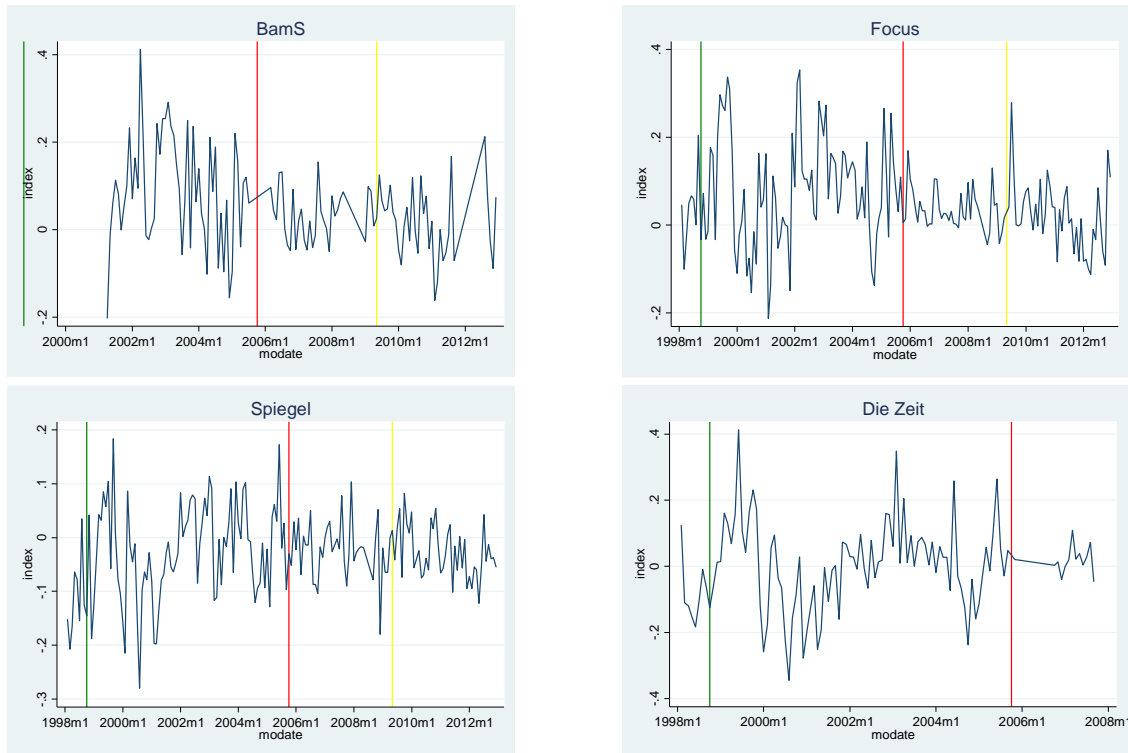 BamS
index
.4
.2
0
-.2
2000m1 2002m1 2004m1 2006m1 2008m1 2010m1 2012m1
modate
Focus
index
.4
.2
0
-.2
1998m1 2000m1 2002m1 2004m1 2006m1 2008m1 2010m1 2012m1
modate
Spiegel
index
.2
.1
0
-.1
-.2
-.3
1998m1 2000m1 2002m1 2004m1 2006m1 2008m1 2010m1 2012m1
modate
Die Zeit
index
.4
.2
0
-.2
-.4
1998m1 2000m1 2002m1 2004m1 2006m1 2008m1
modate